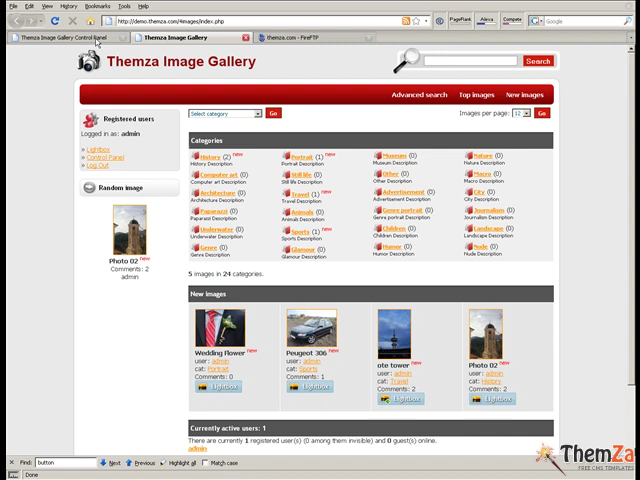 File Edit View History Bookmarks Tools Help
http://demo.themza.com/4images/index.php
PageRank Alexa Compete Google
Themza Image Gallery Control Panel Themza Image Gallery themza.com - FireFTP
Themza Image Gallery
Search
Advanced search Top images New images
Registered users
Logged in as: admin
» Lightbox
» Control Panel
» Log Out
Random image
Photo 02 new
Comments: 2
admin
Select category Go Images per page: 12 Go
Categories
History (2) new Portrait (1) new Museum (0) Nature (0)
History Description Portrait Description Museum Description Nature Description
Computer art (0) Still life (0) Other (0) Macro (0)
Computer art Description Still life Description Other Description Macro Description
Architecture (0) Travel (1) new Advertisement (0) City (0)
Architecture Description Travel Description Advertisement Description City Description
Paparazzi (0) Animals (0) Genre portrait (0) Journalism (0)
Paparazzi Description Animals Description Genre portrait Description Journalism Description
Underwater (0) Sports (1) new Children (0) Landscape (0)
Underwater Description Sports Description Children Description Landscape Description
Genre (0) Glamour (0) Humor (0) Nude (0)
Genre Description Glamour Description Humor Description Nude Description
5 images in 24 categories.
New images
Wedding flower new Peugeot 306 new ote tower new Photo 02 new
user: admin user: admin user: admin user: admin
cat: Portrait cat: Sports cat: Travel cat: History
Comments: 0 Comments: 1 Comments: 2 Comments: 2
Lightbox Lightbox Lightbox Lightbox
Currently active users: 1
There are currently 1 registered user(s) (0 among them invisible) and 0 guest(s) online.
admin
Find: button Next Previous Highlight all Match case
Done
ThemZa
FREE CMS TEMPLATES